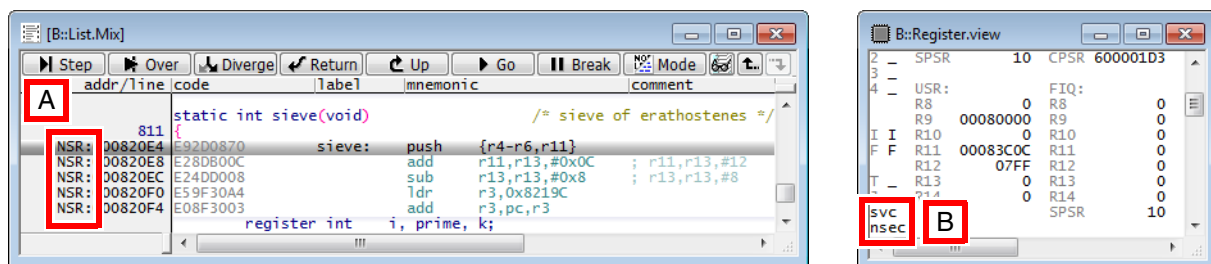 [B::List.Mix]
Step Over Diverge Return Up Go Break Mode
addr/line code label mnemonic comment
A
static int sieve(void) /* sieve of erathostenes */
811 {
NSR: 00820E4 E92D0870 sieve: push {r4-r6,r11}
NSR: 00820E8 E28DB00C add r11,r13,#0x0C ; r11,r13,#12
NSR: 00820EC E24DD008 sub r13,r13,#0x8 ; r13,r13,#8
NSR: 00820F0 E59F30A4 ldr r3,0x8219C
NSR: 00820F4 E08F3003 add r3,pc,r3
register int i, prime, k;
B::Register.view
2 _ SPSR 10 CPSR 600001D3
3 _
4 _ USR: FIQ:
R8 0 R8 0
R9 00080000 R9 0
I I R10 0 R10 0
F F R11 00083C0C R11 0
R12 07FF R12 0
T _ R13 0 R13 0
R14 0 R14 0
svc SPSR 10
nsec
B